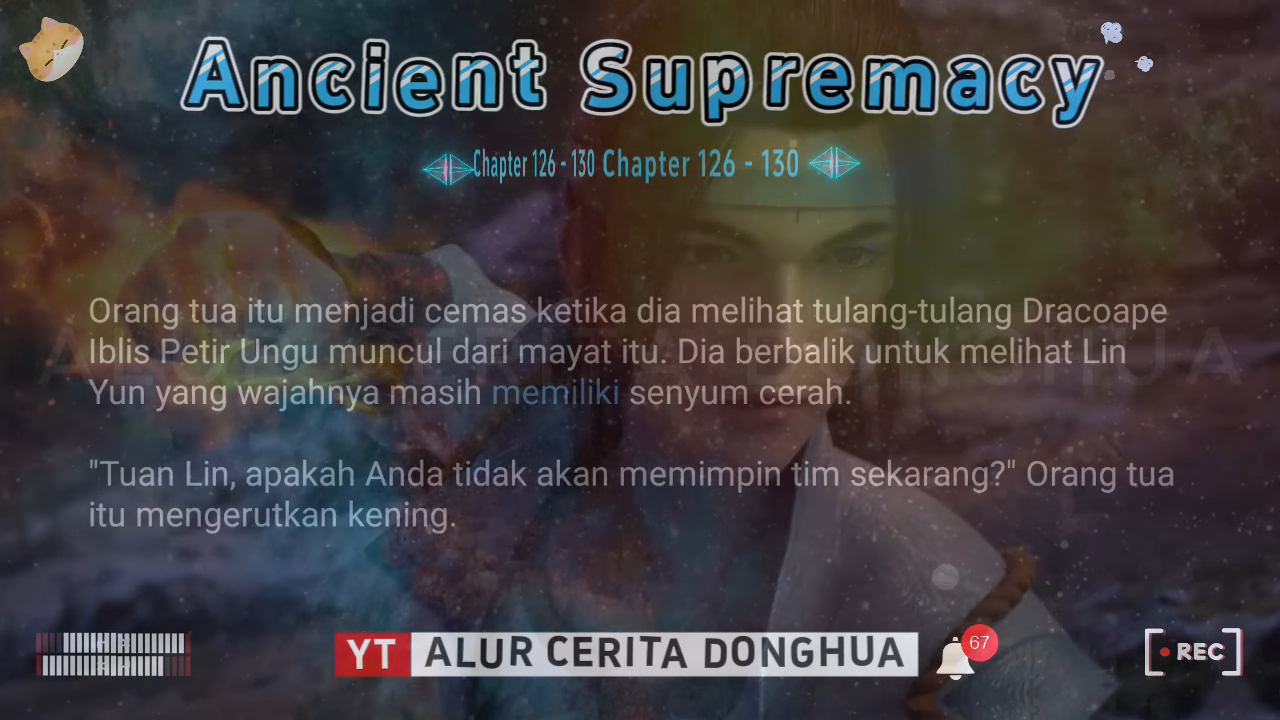 Ancient Supremacy
Chapter 126 - 130 Chapter 126 - 130
Orang tua itu menjadi cemas ketika dia melihat tulang-tulang Dracoape
Iblis Petir Ungu muncul dari mayat itu. Dia berbalik untuk melihat Lin
Yun yang wajahnya masih memiliki senyum cerah.
"Tuan Lin, apakah Anda tidak akan memimpin tim sekarang?" Orang tua
itu mengerutkan kening.
YT ALUR CERITA DONGHUA
67
REC